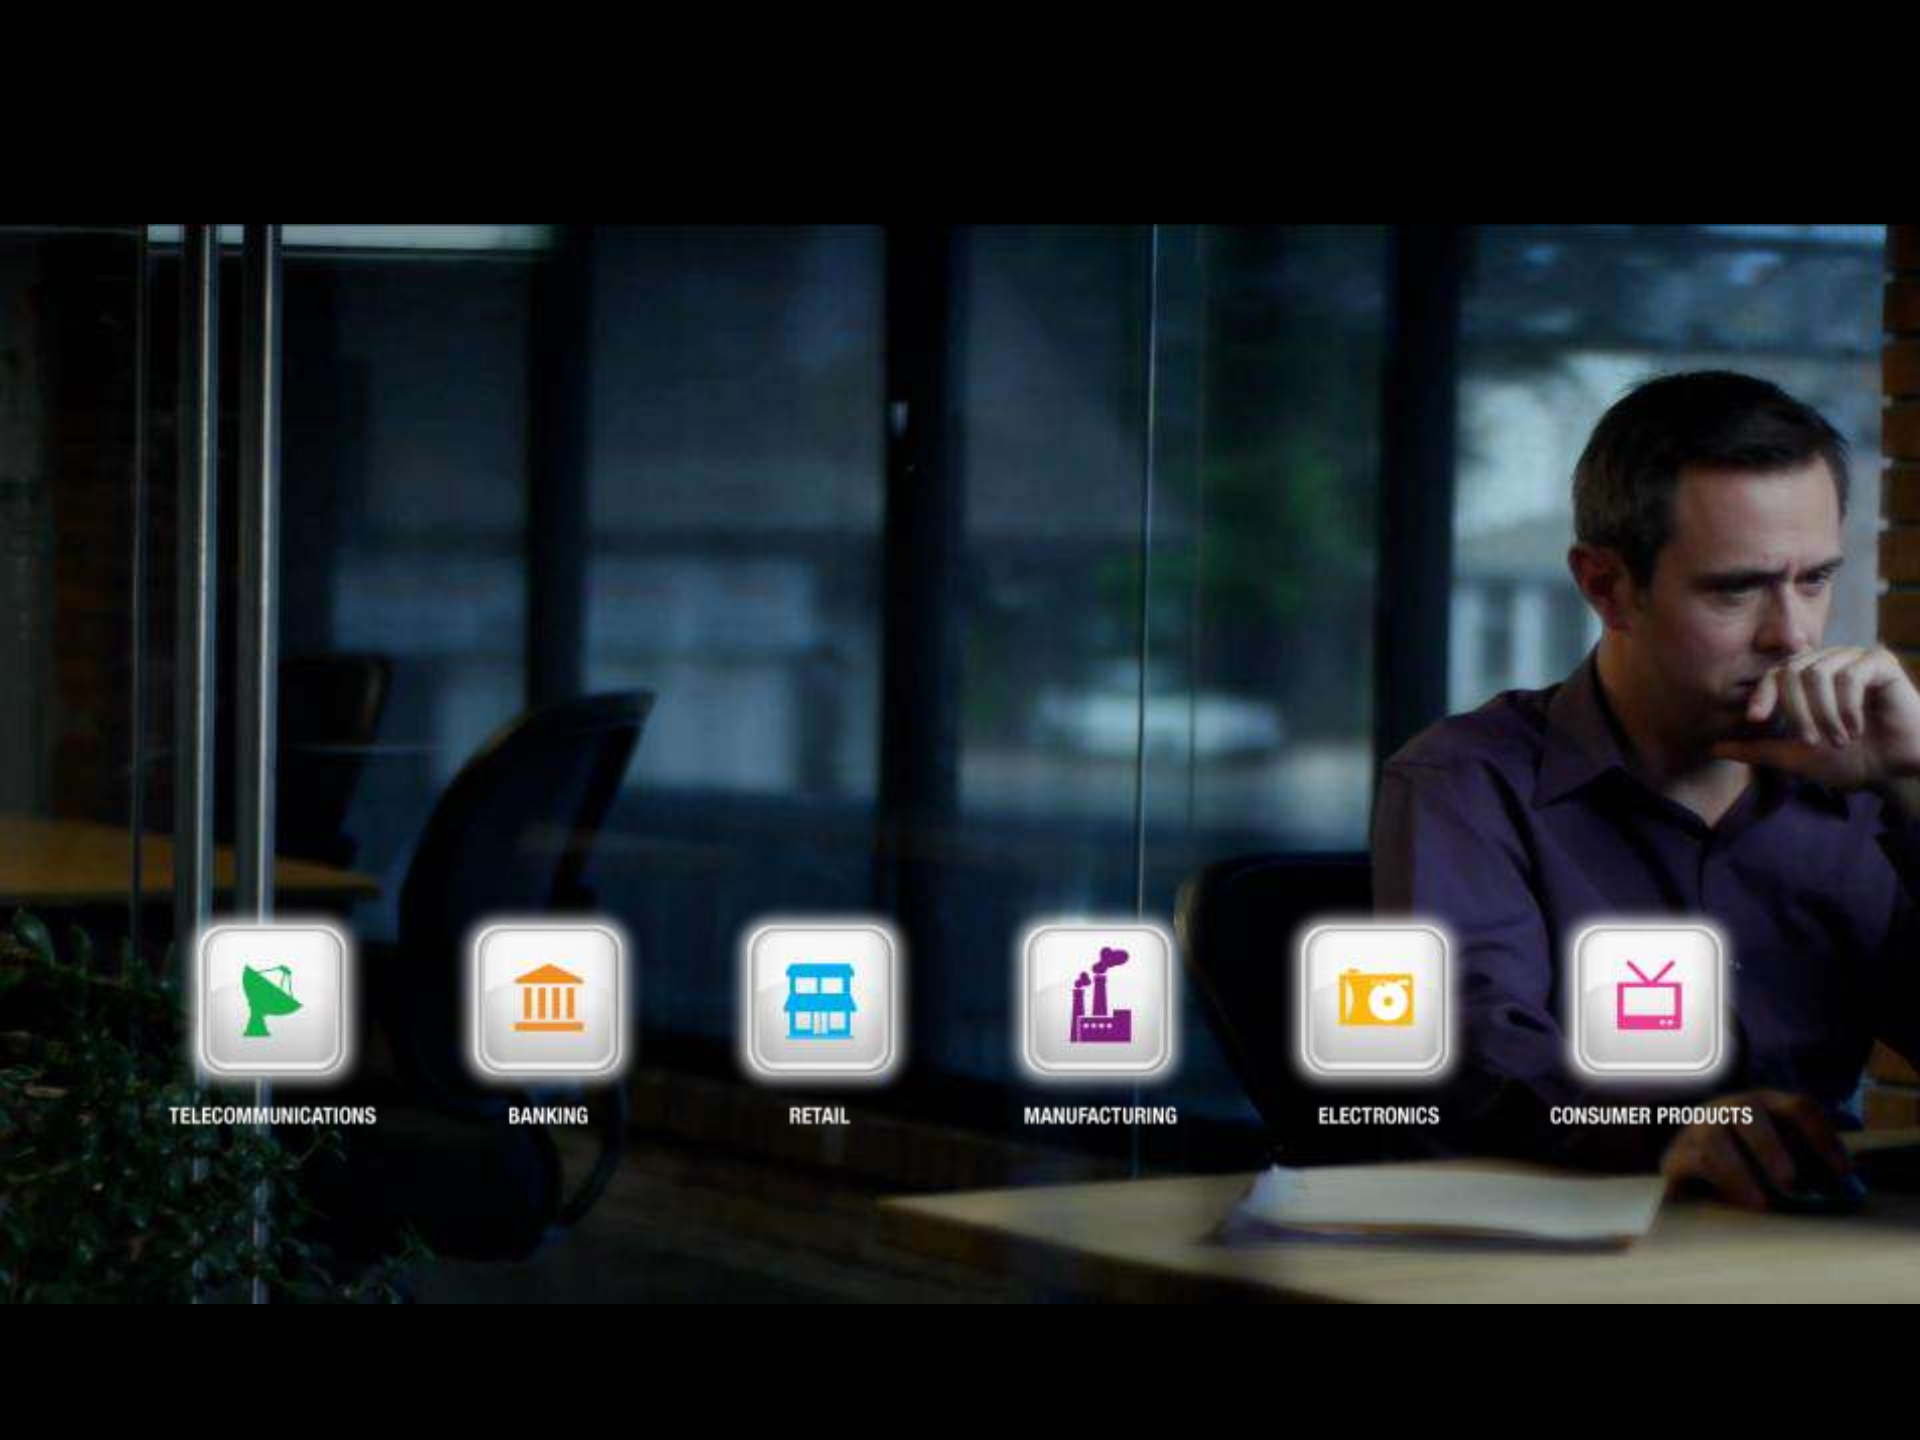 TELECOMMUNICATIONS
BANKING
RETAIL
MANUFACTURING
ELECTRONICS
CONSUMER PRODUCTS